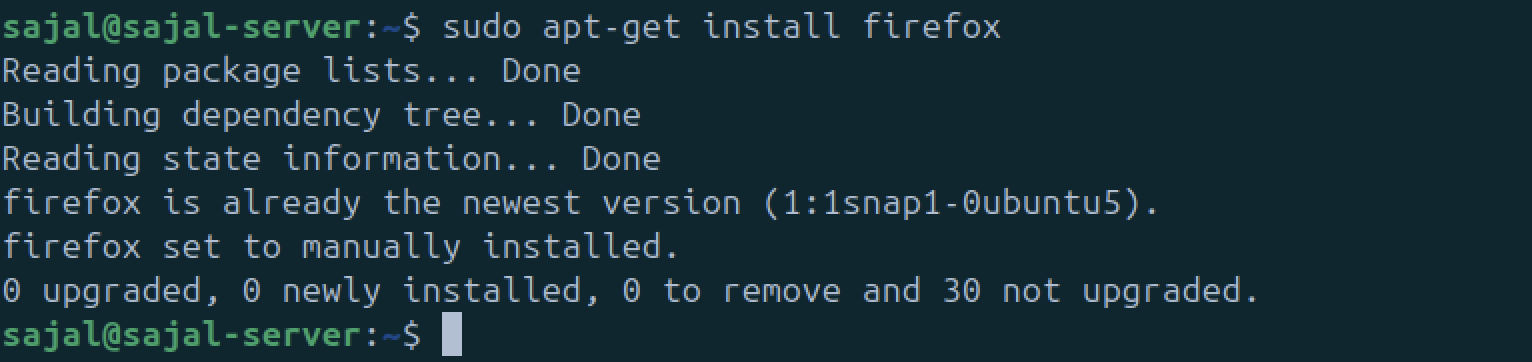 sajal@sajal-server:~$ sudo apt-get install firefox
Reading package lists... Done
Building dependency tree... Done
Reading state information... Done
firefox is already the newest version (1:1snap1-0ubuntu5).
firefox set to manually installed.
0 upgraded, 0 newly installed, 0 to remove and 30 not upgraded.
sajal@sajal-server:~$